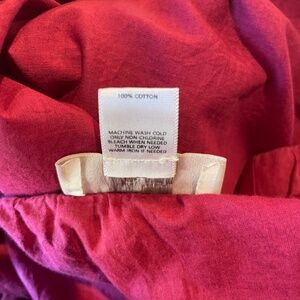 100% COTTON
MACHINE WASH COLD
ONLY NON-CHLORINE
BLEACH WHEN NEEDED
TUMBLE DRY LOW
WARM IRON IF NEEDED